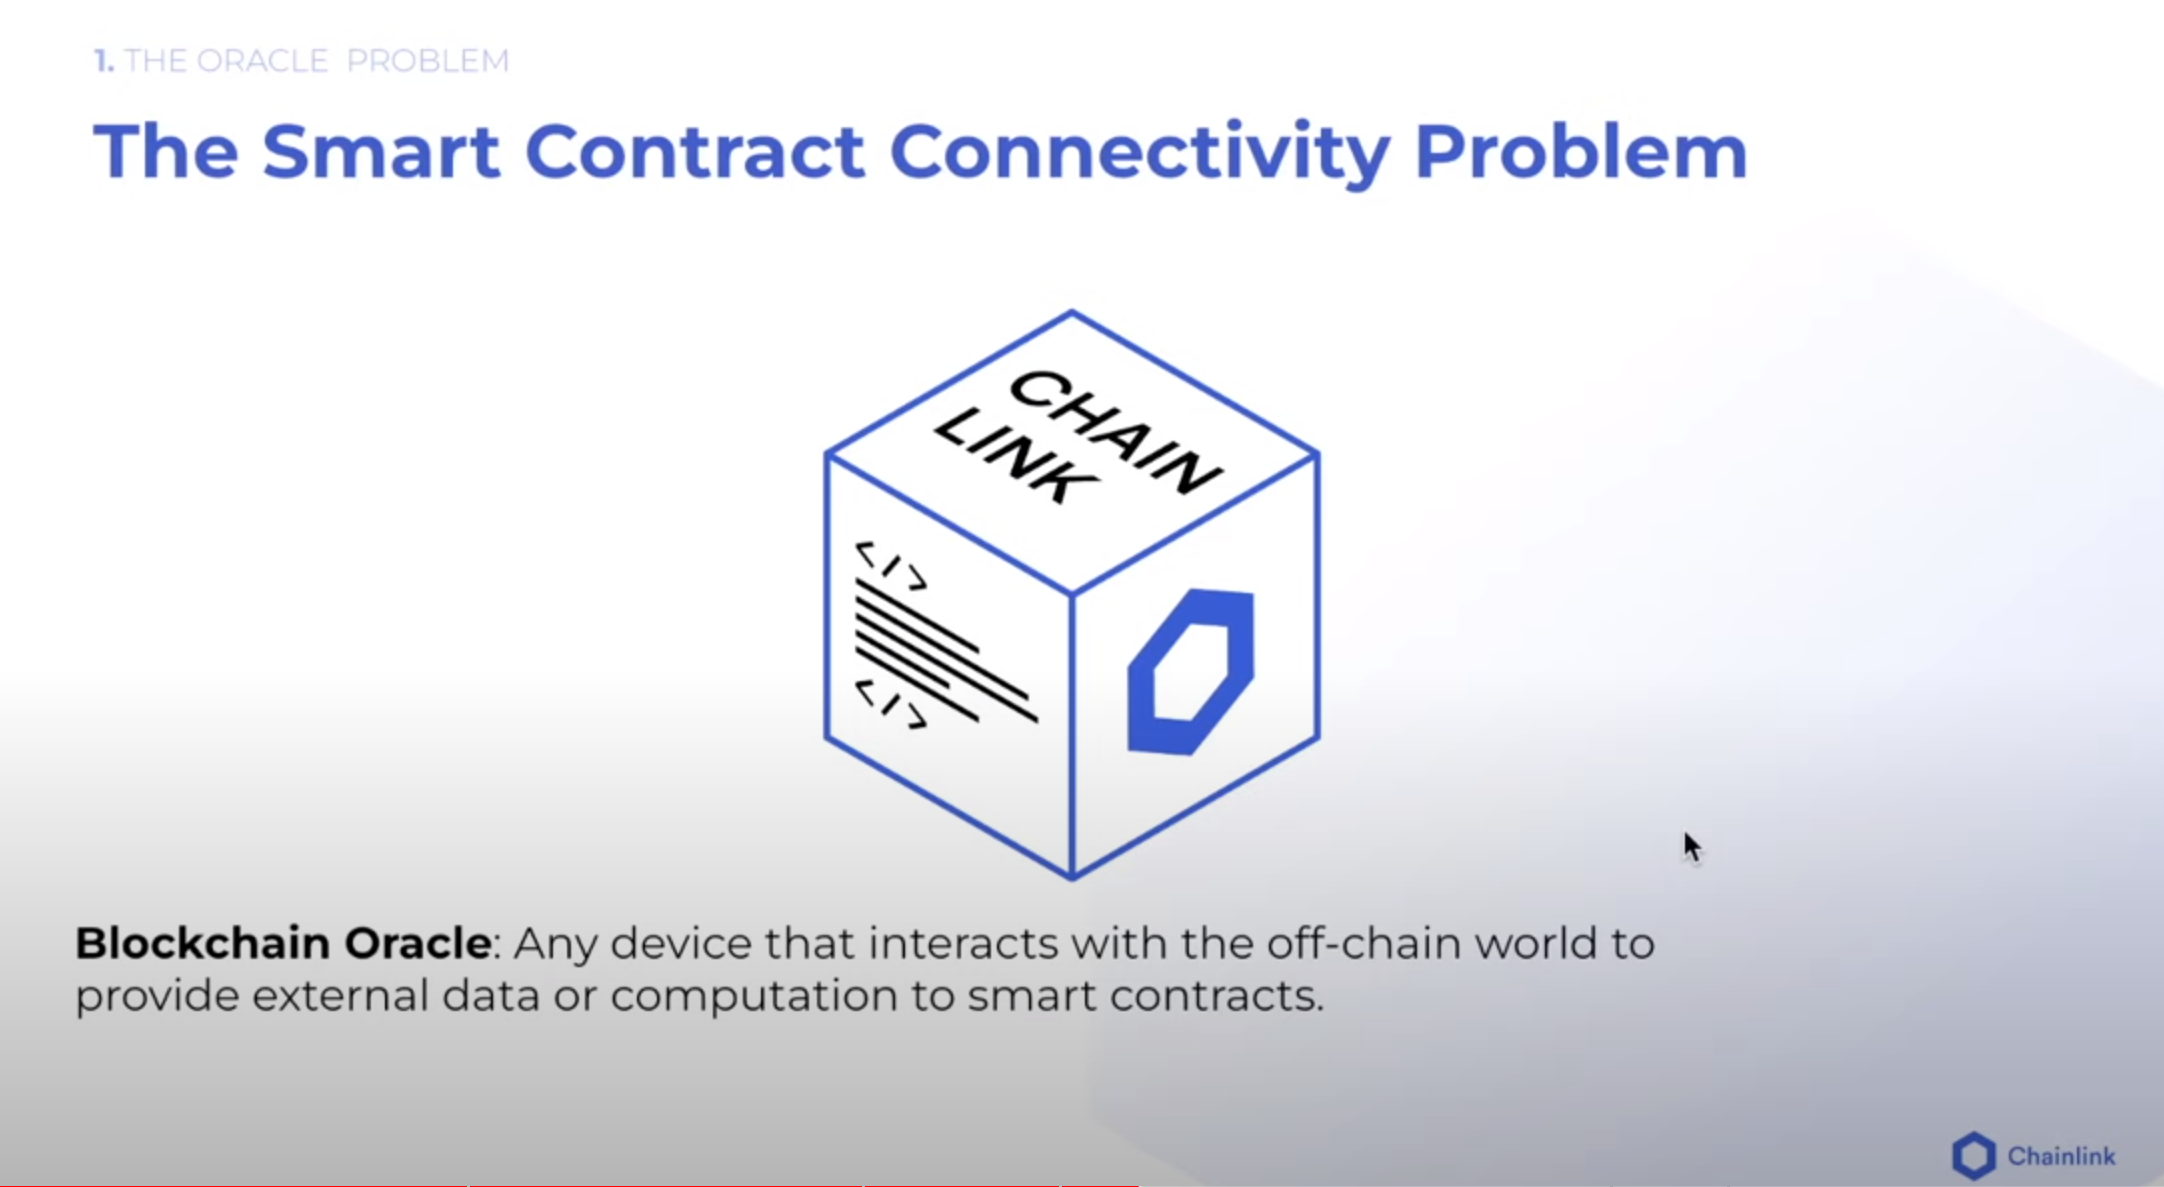 1. THE ORACLE PROBLEM
The Smart Contract Connectivity Problem
CHAIN
LINK
</>
</>
Blockchain Oracle: Any device that interacts with the off-chain world to
provide external data or computation to smart contracts.
Chainlink